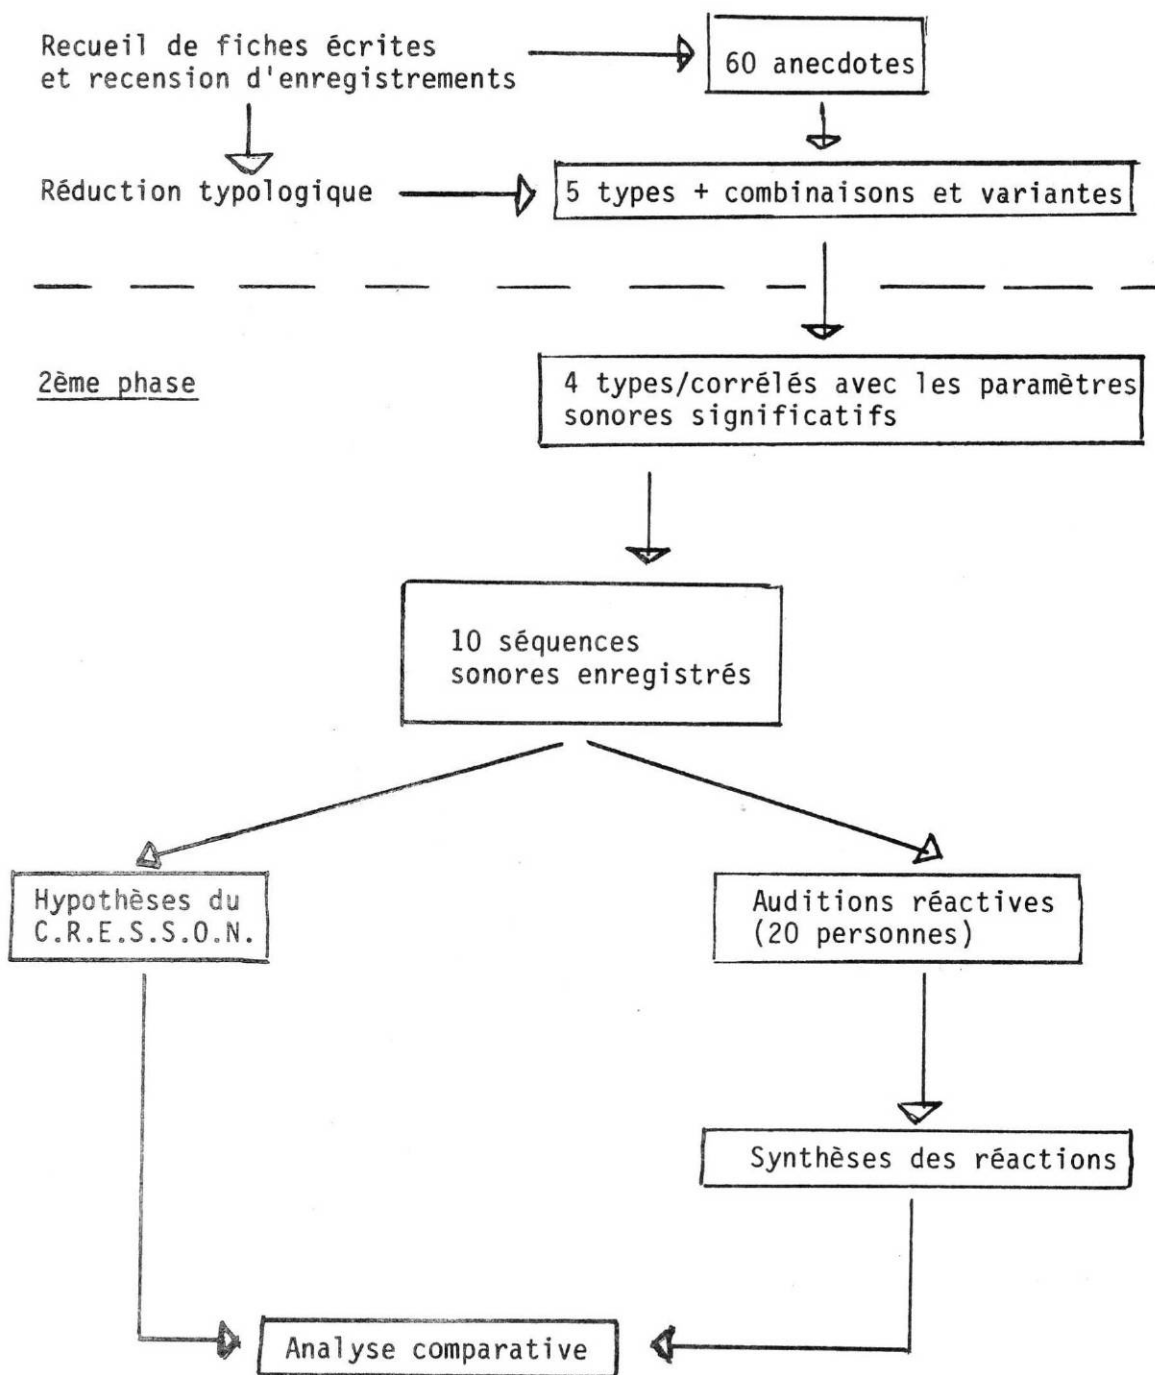 Recueil de fiches écrites
et recension d'enregistrements
60 anecdotes
Réduction typologique
5 types + combinaisons et variantes
2ème phase
4 types/corrélés avec les paramètres
sonores significatifs
10 séquences
sonores enregistrés
Hypothèses du
C.R.E.S.S.O.N.
Auditions réactives
(20 personnes)
Synthèses des réactions
Analyse comparative